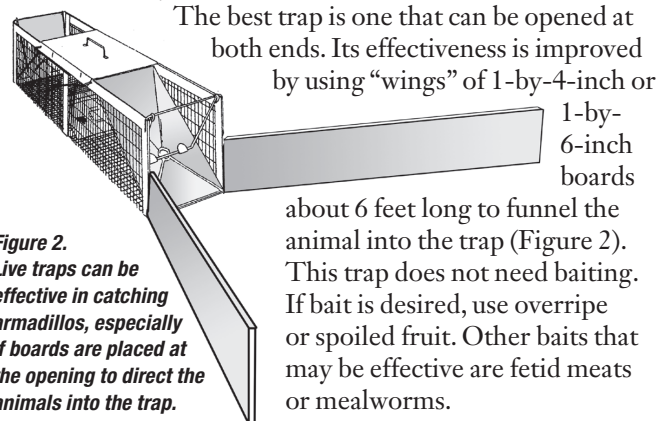 The best trap is one that can be opened at
both ends. Its effectiveness is improved
by using “wings” of 1-by-4-inch or
1-by-
6-inch
boards
about 6 feet long to funnel the
animal into the trap (Figure 2).
This trap does not need baiting.
If bait is desired, use overripe
or spoiled fruit. Other baits that
may be effective are fetid meats
or mealworms.
Figure 2.
Live traps can be
effective in catching
armadillos, especially
if boards are placed at
the opening to direct the
animals into the trap.